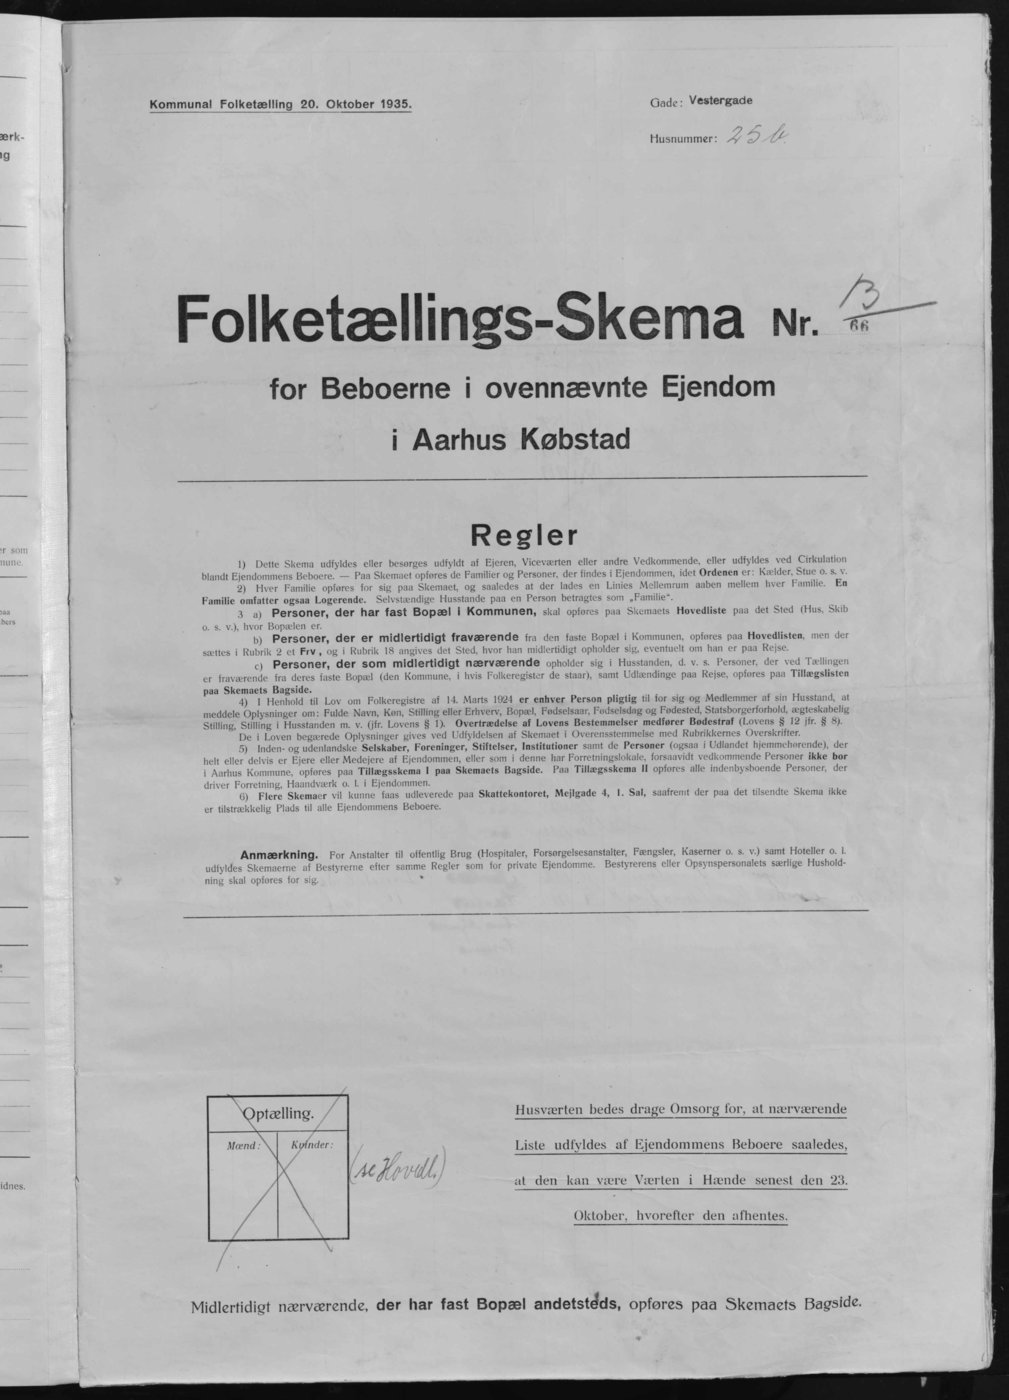 Kommunal Folketælling 20. Oktober 1935.
Gade: Vestergade
Husnummer: 25 b.
Folketællings-Skema Nr. B
66
for Beboerne i ovennævnte Ejendom
i Aarhus Købstad
Regler
1) Dette Skema udfyldes eller besørges udfyldt af Ejeren, Viceværten eller andre Vedkommende, eller udfyldes ved Cirkulation
blandt Ejendommens Beboere. — Paa Skemaet opføres de Familier og Personer, der findes i Ejendommen, idet Ordenen er: Kælder, Stue o. s. v.
2) Hver Familie opføres for sig paa Skemaet, og saaledes at der lades en Linies Mellemrum aaben mellem hver Familie. En
Familie omfatter ogsaa Logerende. Selvstændige Husstande paa en Person betragtes som „Familie".
3 a) Personer, der har fast Bopæl i Kommunen, skal opføres paa Skemaets Hovedliste paa det Sted (Hus, Skib
o. s. v.), hvor Bopælen er.
b) Personer, der er midlertidigt fraværende fra den faste Bopæl i Kommunen, opføres paa Hovedlisten, men der
sættes i Rubrik 2 et Frv, og i Rubrik 18 angives det Sted, hvor han midlertidigt opholder sig, eventuelt om han er paa Rejse.
c) Personer, der som midlertidigt nærværende opholder sig i Husstanden, d. v. s. Personer, der ved Tællingen
er fraværende fra deres faste Bopæl (den Kommune, i hvis Folkeregister de staar), samt Udlændinge paa Rejse, opføres paa Tillægslisten
paa Skemaets Bagside.
4) I Henhold til Lov om Folkeregistre af 14. Marts 1924 er enhver Person pligtig til for sig og Medlemmer af sin Husstand, at
meddele Oplysninger om: Fulde Navn, Køn, Stilling eller Erhverv, Bopæl, Fødselsaar, Fødselsdag og Fødested, Statsborgerforhold, ægteskabelig
Stilling, Stilling i Husstanden m. v. (jfr. Lovens § 1). Overtrædelse af Lovens Bestemmelser medfører Bødestraf (Lovens § 12 jfr. § 8).
De i Loven begærede Oplysninger gives ved Udfyldelsen af Skemaet i Overensstemmelse med Rubrikkernes Overskrifter.
5) Inden- og udenlandske Selskaber, Foreninger, Stiftelser, Institutioner samt de Personer (ogsaa i Udlandet hjemmehørende), der
helt eller delvis er Ejere eller Medejere af Ejendommen, eller som i denne har Forretningslokale, forsaavidt vedkommende Personer ikke bor
i Aarhus Kommune, opføres paa Tillægsskema I paa Skemaets Bagside. Paa Tillægsskema II opføres alle indenbysboende Personer, der
driver Forretning, Haandværk o. l. i Ejendommen.
6) Flere Skemaer vil kunne faas udleverede paa Skattekontoret, Mejlgade 4, 1. Sal, saafremt der paa det tilsendte Skema ikke
er tilstrækkelig Plads til alle Ejendommens Beboere.
Anmærkning. For Anstalter til offentlig Brug (Hospitaler, Forsørgelsesanstalter, Fængsler, Kaserner o. s. v.) samt Hoteller o. l.
udfyldes Skemaerne af Bestyrerne efter samme Regler som for private Ejendomme. Bestyrerens eller Opsynspersonalets særlige Hushold-
ning skal opføres for sig.
Optælling.
Mænd: Kvinder:
(se Hovedl.)
Husværten bedes drage Omsorg for, at nærværende
Liste udfyldes af Ejendommens Beboere saaledes,
at den kan være Værten i Hænde senest den 23.
Oktober, hvorefter den afhentes.
Midlertidigt nærværende, der har fast Bopæl andetsteds, opføres paa Skemaets Bagside.